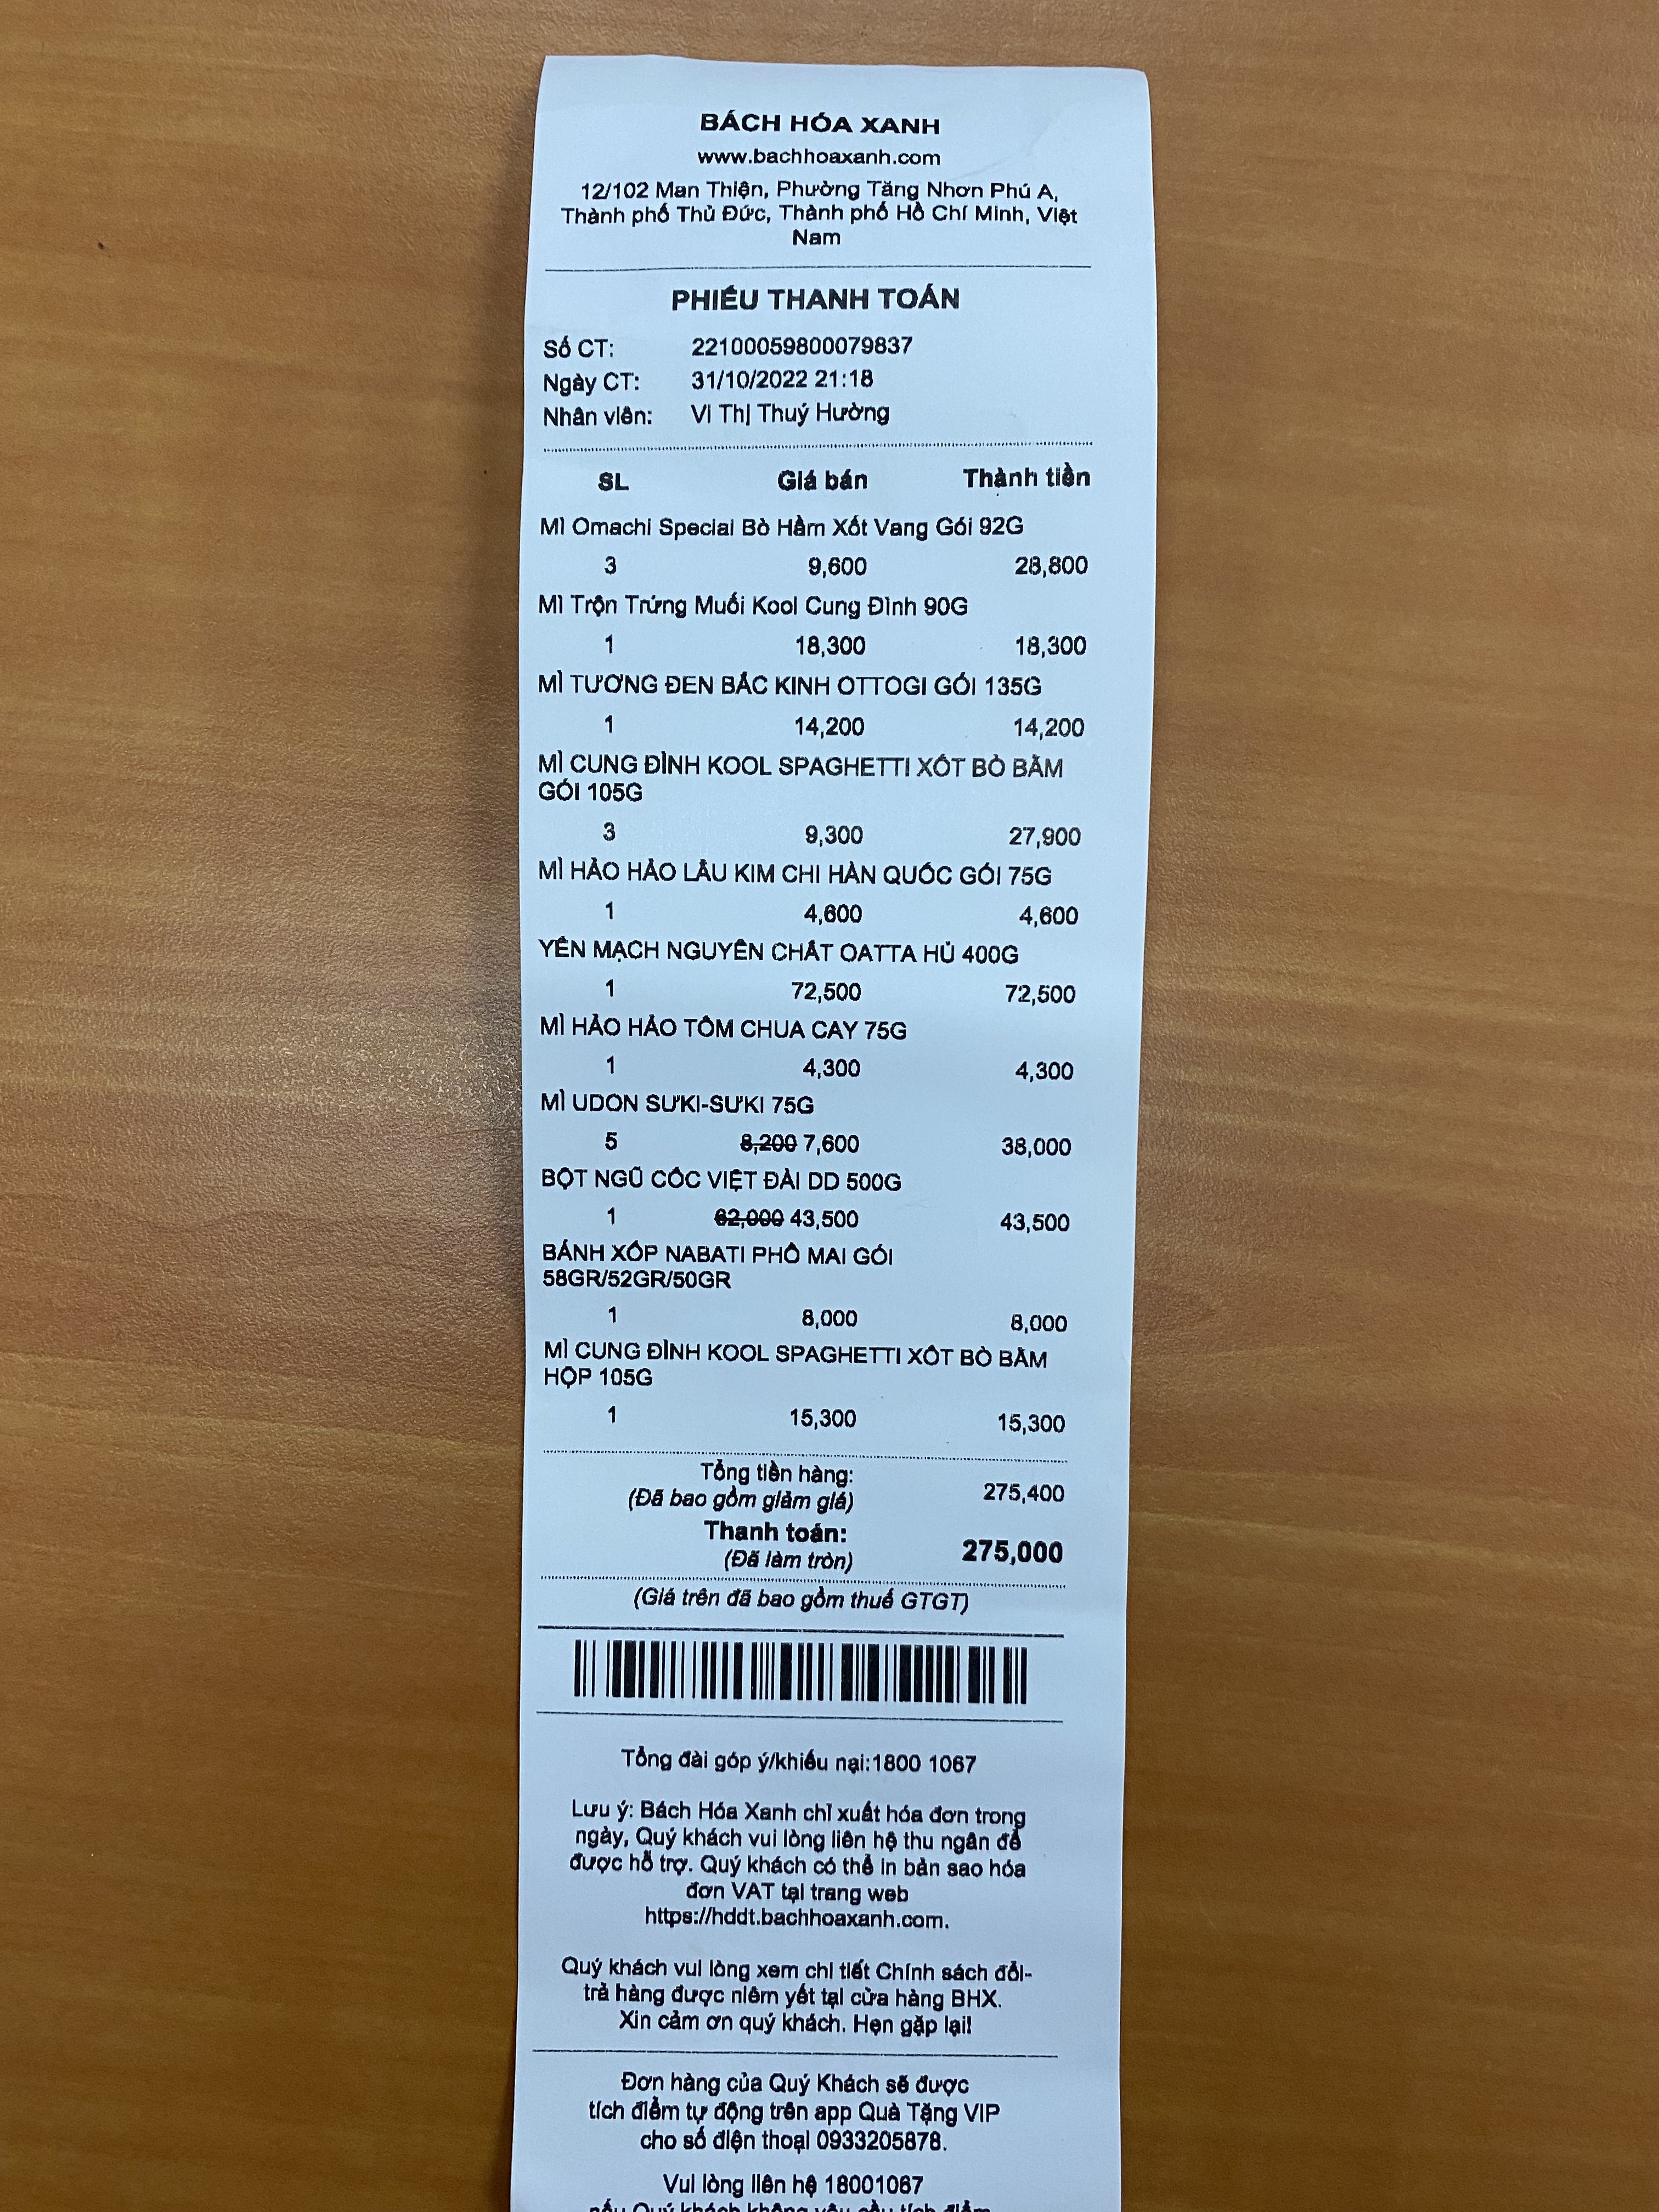 BÁCH HÓA XANH
www.bachhoaxanh.com
12/102 Man Thiện, Phường Tăng Nhơn Phú A,
Thành phố Thủ Đức, Thành phố Hồ Chí Minh, Việt
Nam
PHIẾU THANH TOÁN
Số CT: 22100059800079837
Ngày CT: 31/10/2022 21:18
Nhân viên: Vi Thị Thuý Hường
SL Giá bán Thành tiền
Mì Omachi Special Bò Hầm Xốt Vang Gói 92G
3 9,600 28,800
Mì Trộn Trứng Muối Kool Cung Đình 90G
1 18,300 18,300
MÌ TƯƠNG ĐEN BẮC KINH OTTOGI GÓI 135G
1 14,200 14,200
MÌ CUNG ĐÌNH KOOL SPAGHETTI XỐT BÒ BẰM
GÓI 105G
3 9,300 27,900
MÌ HẢO HẢO LẨU KIM CHI HÀN QUỐC GÓI 75G
1 4,600 4,600
YẾN MẠCH NGUYÊN CHẤT OATTA HỦ 400G
1 72,500 72,500
MÌ HẢO HẢO TÔM CHUA CAY 75G
1 4,300 4,300
MÌ UDON SƯKI-SƯKI 75G
5 8,200 7,600 38,000
BỘT NGŨ CỐC VIỆT ĐÀI DD 500G
1 62,000 43,500 43,500
BÁNH XỐP NABATI PHÔ MAI GÓI
58GR/52GR/50GR
1 8,000 8,000
MÌ CUNG ĐÌNH KOOL SPAGHETTI XỐT BÒ BẰM
HỘP 105G
1 15,300 15,300
Tổng tiền hàng:
(Đã bao gồm giảm giá) 275,400
Thanh toán:
(Đã làm tròn) 275,000
(Giá trên đã bao gồm thuế GTGT)
Tổng đài góp ý/khiếu nại:1800 1067
Lưu ý: Bách Hóa Xanh chỉ xuất hóa đơn trong
ngày, Quý khách vui lòng liên hệ thu ngân để
được hỗ trợ. Quý khách có thể in bản sao hóa
đơn VAT tại trang web
https://hddt.bachhoaxanh.com.
Quý khách vui lòng xem chi tiết Chính sách đổi-
trả hàng được niêm yết tại cửa hàng BHX.
Xin cảm ơn quý khách. Hẹn gặp lại!
Đơn hàng của Quý Khách sẽ được
tích điểm tự động trên app Quà Tặng VIP
cho số điện thoại 0933205878.
Vui lòng liên hệ 18001067
nếu Quý khách không yêu cầu tích điểm